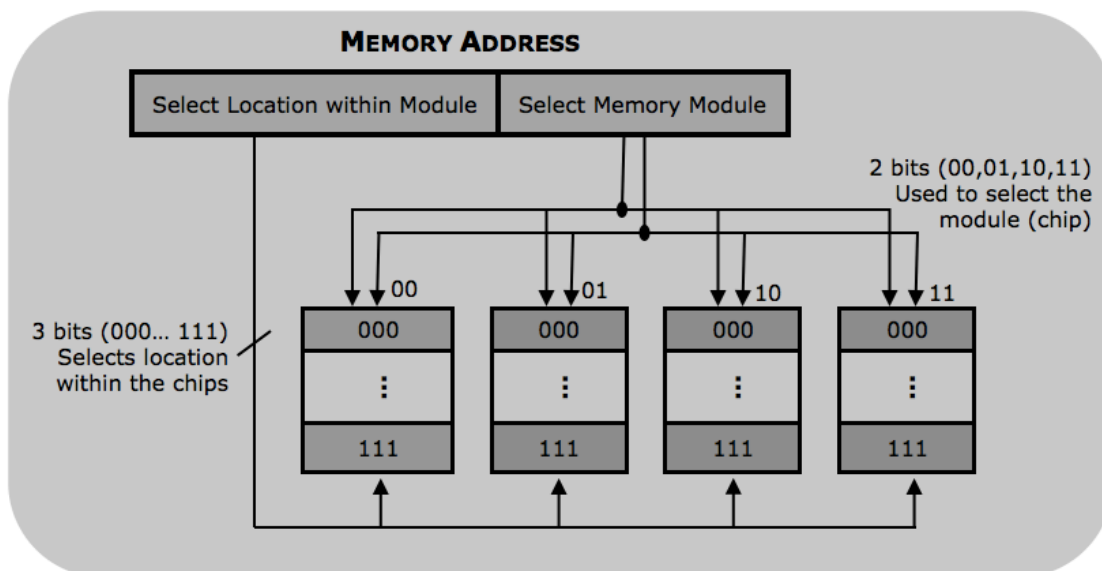 MEMORY ADDRESS
Select Location within Module
Select Memory Module
2 bits (00,01,10,11)
Used to select the
module (chip)
00
01
10
11
3 bits (000... 111)
Selects location
within the chips
000
000
000
000
⋮
⋮
⋮
⋮
111
111
111
111